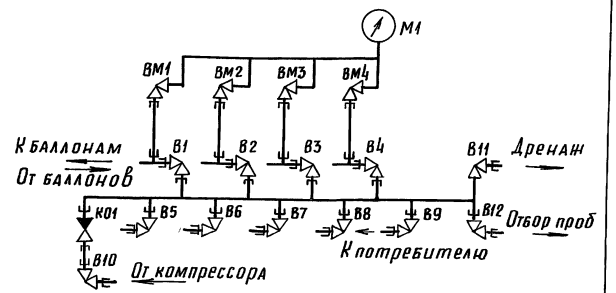 М1
ВМ1 ВМ2 ВМ3 ВМ4
К БАЛЛОНАМ
ОТ БАЛЛОНОВ
В1 В2 В3 В4 В11
Дренаж
КО1 В5 В6 В7 В8 В9 В12
Отбор проб
К потребителю
В10
От компрессора